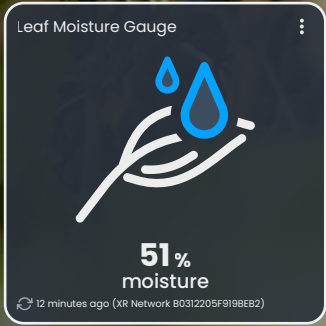 Leaf Moisture Gauge
51 %
moisture
12 minutes ago (XR Network B0312205F919BEB2)